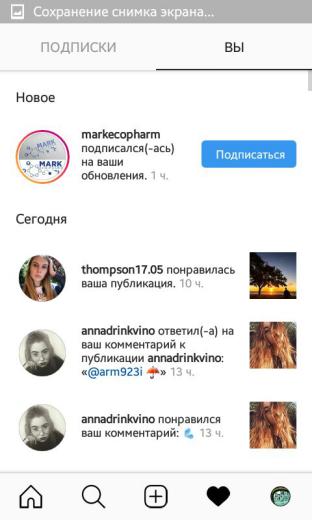 Сохранение снимка экрана...
ПОДПИСКИ ВЫ
Новое
markecopharm
подписался(-ась)
на ваши
обновления. 1 ч.
Подписаться
MARK
MARK
Сегодня
thompson17.05 понравилась
ваша публикация. 10 ч.
annadrinkvino ответил(-а) на
ваш комментарий к
публикации annadrinkvino:
«@arm923i ☂️» 13 ч.
annadrinkvino понравился
ваш комментарий: 💪 13 ч.